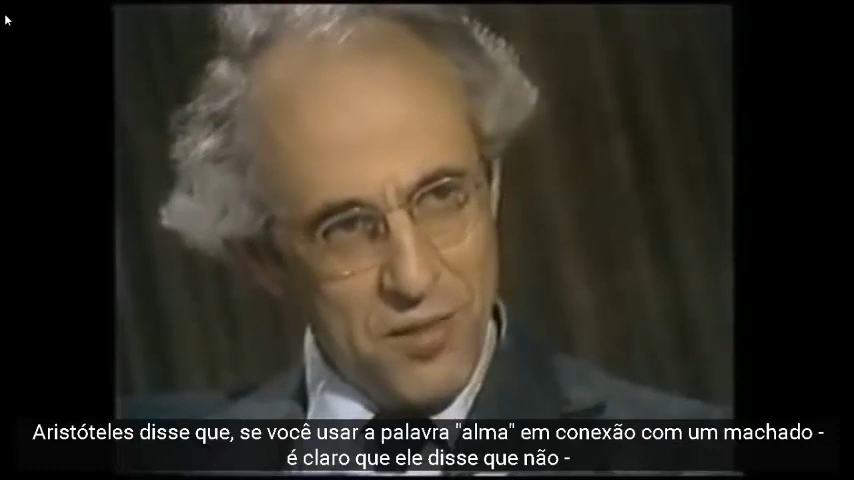 Aristóteles disse que, se você usar a palavra "alma" em conexão com um machado -
é claro que ele disse que não -